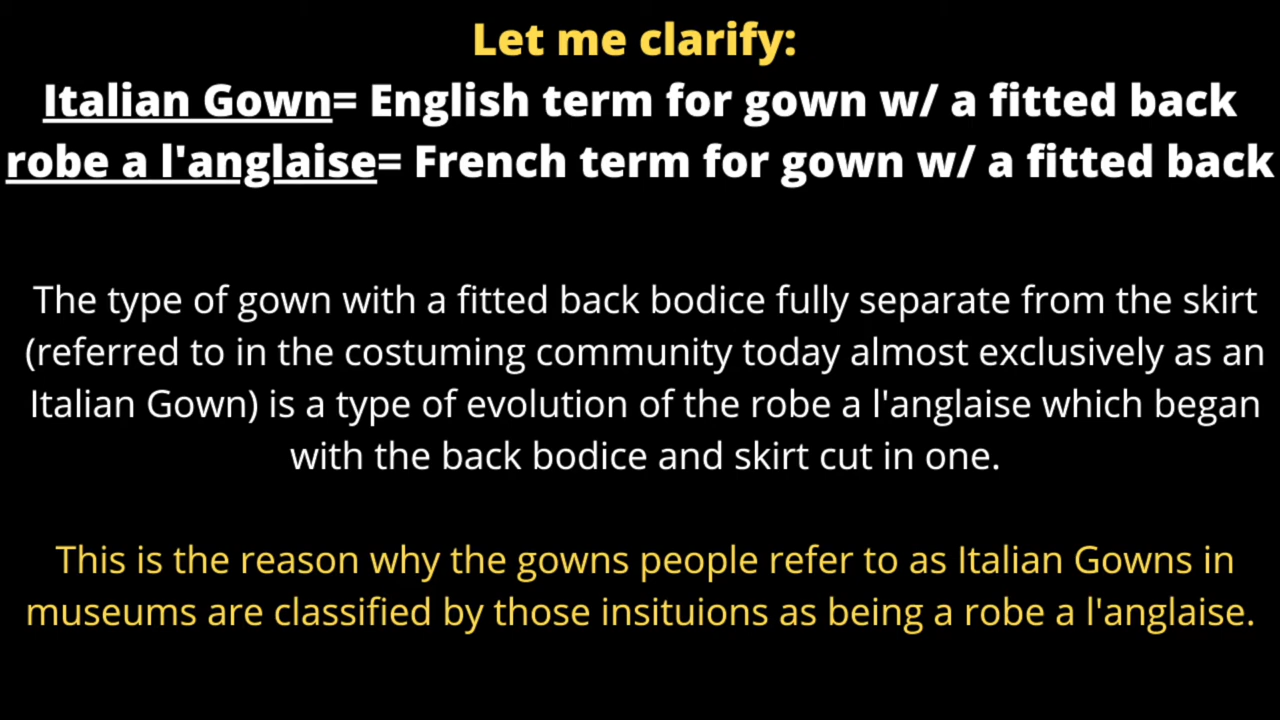 Let me clarify:
Italian Gown= English term for gown w/ a fitted back
robe a l'anglaise= French term for gown w/ a fitted back
The type of gown with a fitted back bodice fully separate from the skirt
(referred to in the costuming community today almost exclusively as an
Italian Gown) is a type of evolution of the robe a l'anglaise which began
with the back bodice and skirt cut in one.
This is the reason why the gowns people refer to as Italian Gowns in
museums are classified by those insituions as being a robe a l'anglaise.